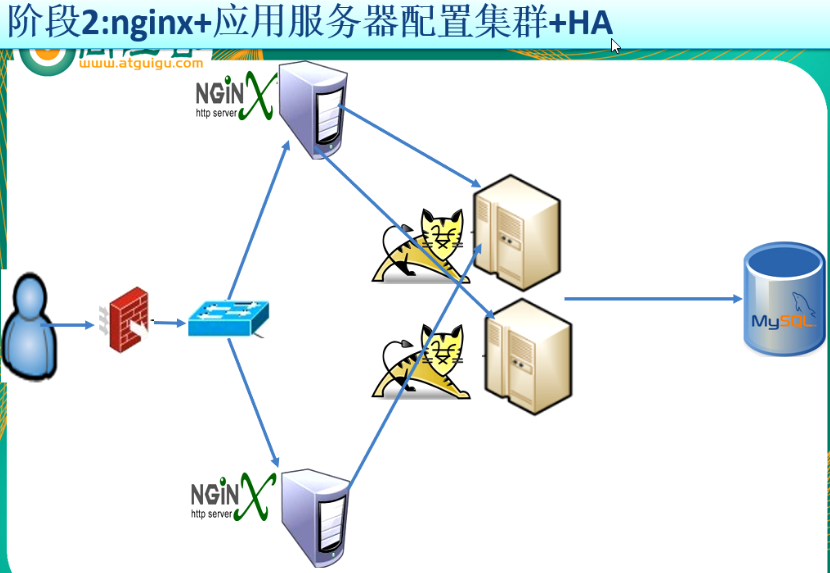 阶段2:nginx+应用服务器配置集群+HA
www.atguigu.com
NGiNX
http server
NGiNX
http server
MySQL